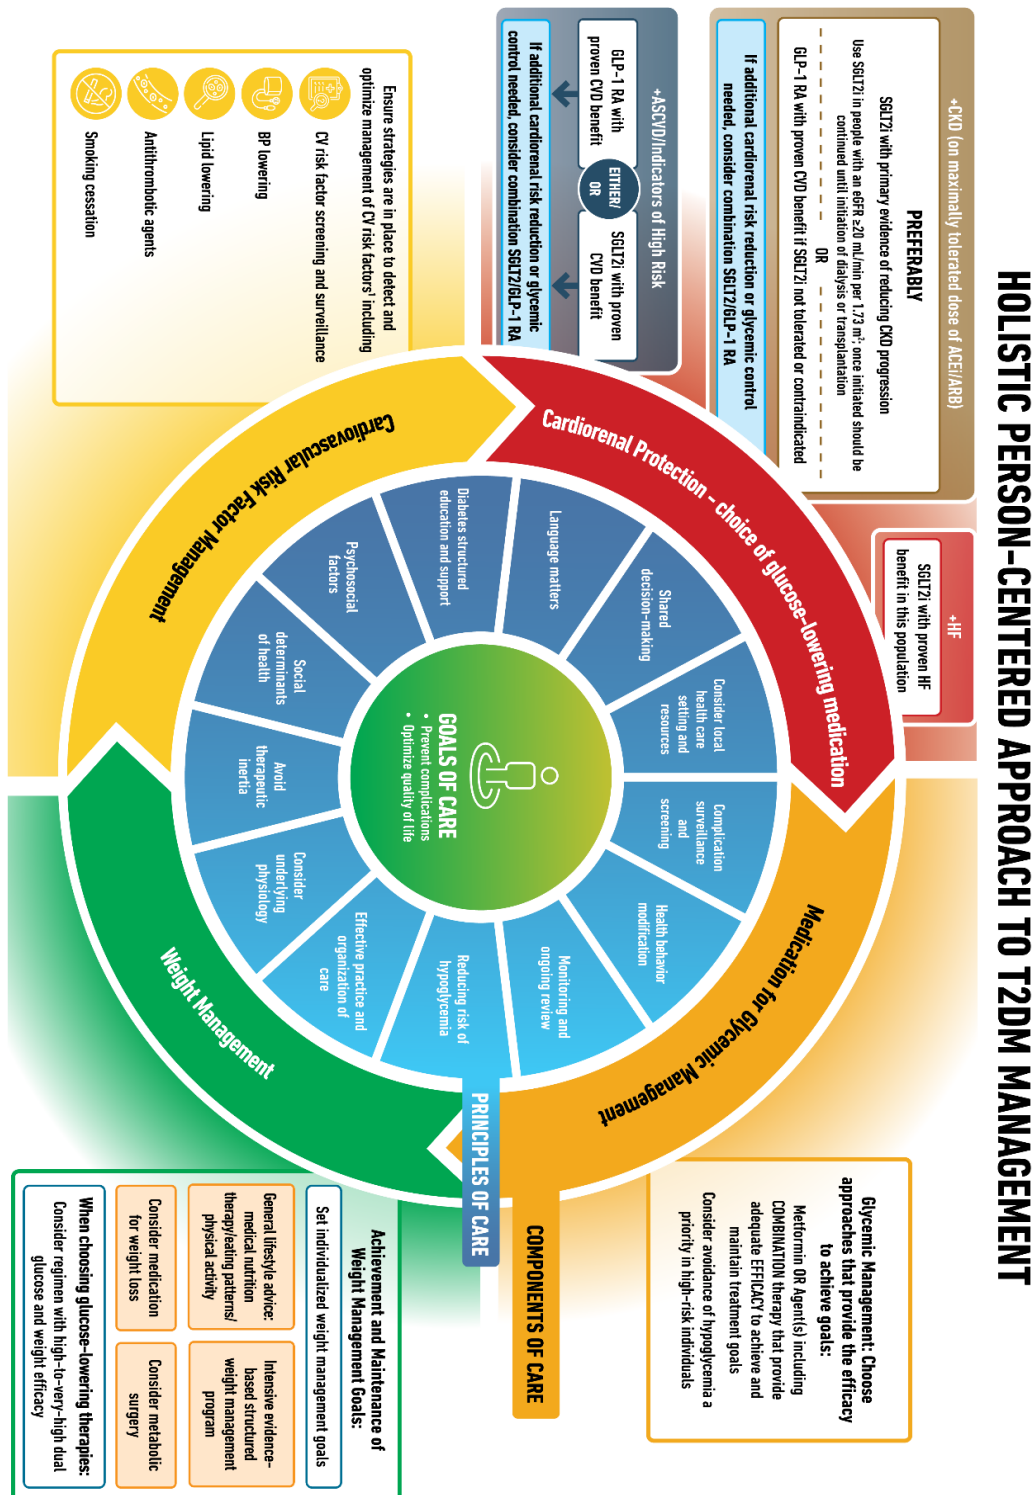 HOLISTIC PERSON-CENTERED APPROACH TO T2DM MANAGEMENT
+CKD (on maximally tolerated dose of ACEi/ARB)
PREFERABLY
SGLT2i with primary evidence of reducing CKD progression
Use SGLT2i in people with an eGFR ≥20 mL/min per 1.73 m²; once initiated should be
continued until initiation of dialysis or transplantation
OR
GLP-1 RA with proven CVD benefit if SGLT2i not tolerated or contraindicated
If additional cardiorenal risk reduction or glycemic control
needed, consider combination SGLT2/GLP-1 RA
+HF
SGLT2i with proven HF
benefit in this population
+ASCVD/Indicators of High Risk
GLP-1 RA with
proven CVD benefit
EITHER/
OR
SGLT2i with proven
CVD benefit
If additional cardiorenal risk reduction or glycemic
control needed, consider combination SGLT2/GLP-1 RA
Ensure strategies are in place to detect and
optimize management of CV risk factors¹ including
CV risk factor screening and surveillance
BP lowering
Lipid lowering
Antithrombotic agents
Smoking cessation
Cardiorenal Protection - choice of glucose-lowering medication
Medication for Glycemic Management
Weight Management
Cardiovascular Risk Factor Management
Language matters
Shared
decision-making
Consider local
health care
setting and
resources
Complication
surveillance
and
screening
Health behavior
modification
Monitoring and
ongoing review
Reducing risk of
hypoglycemia
Effective practice and
organization of
care
Consider
underlying
physiology
Avoid
therapeutic
inertia
Social
determinants
of health
Psychosocial
factors
Diabetes structured
education and support
GOALS OF CARE
• Prevent complications
• Optimize quality of life
PRINCIPLES OF CARE
COMPONENTS OF CARE
Glycemic Management: Choose
approaches that provide the efficacy
to achieve goals:
Metformin OR Agent(s) including
COMBINATION therapy that provide
adequate EFFICACY to achieve and
maintain treatment goals
Consider avoidance of hypoglycemia a
priority in high-risk individuals
Achievement and Maintenance of
Weight Management Goals:
Set individualized weight management goals
General lifestyle advice:
medical nutrition
therapy/eating patterns/
physical activity
Intensive evidence-
based structured
weight management
program
Consider medication
for weight loss
Consider metabolic
surgery
When choosing glucose-lowering therapies:
Consider regimen with high-to-very-high dual
glucose and weight efficacy